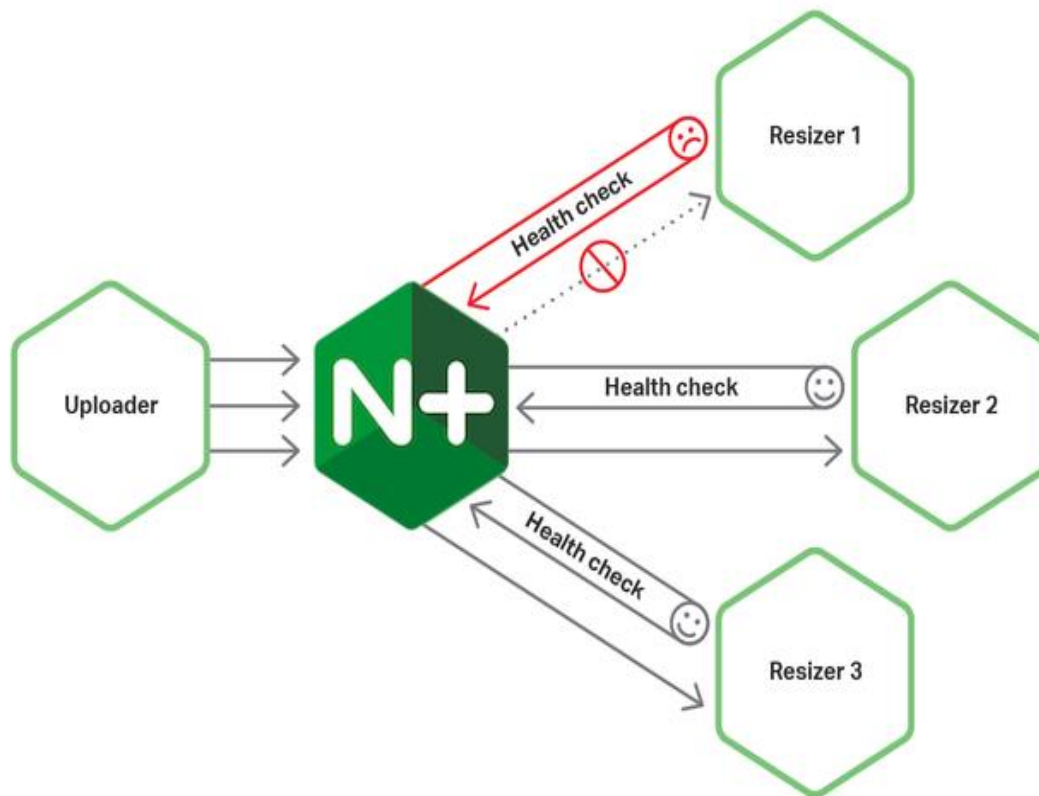 Resizer 1
Health check
Uploader
N+
Health check
Resizer 2
Health check
Resizer 3